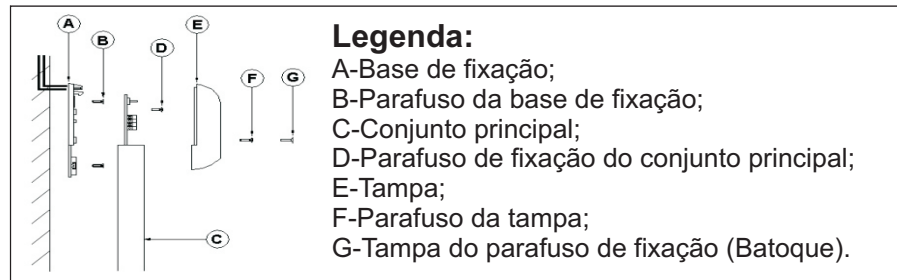 A
E
B
D
F
G
C
Legenda:
A-Base de fixação;
B-Parafuso da base de fixação;
C-Conjunto principal;
D-Parafuso de fixação do conjunto principal;
E-Tampa;
F-Parafuso da tampa;
G-Tampa do parafuso de fixação (Batoque).